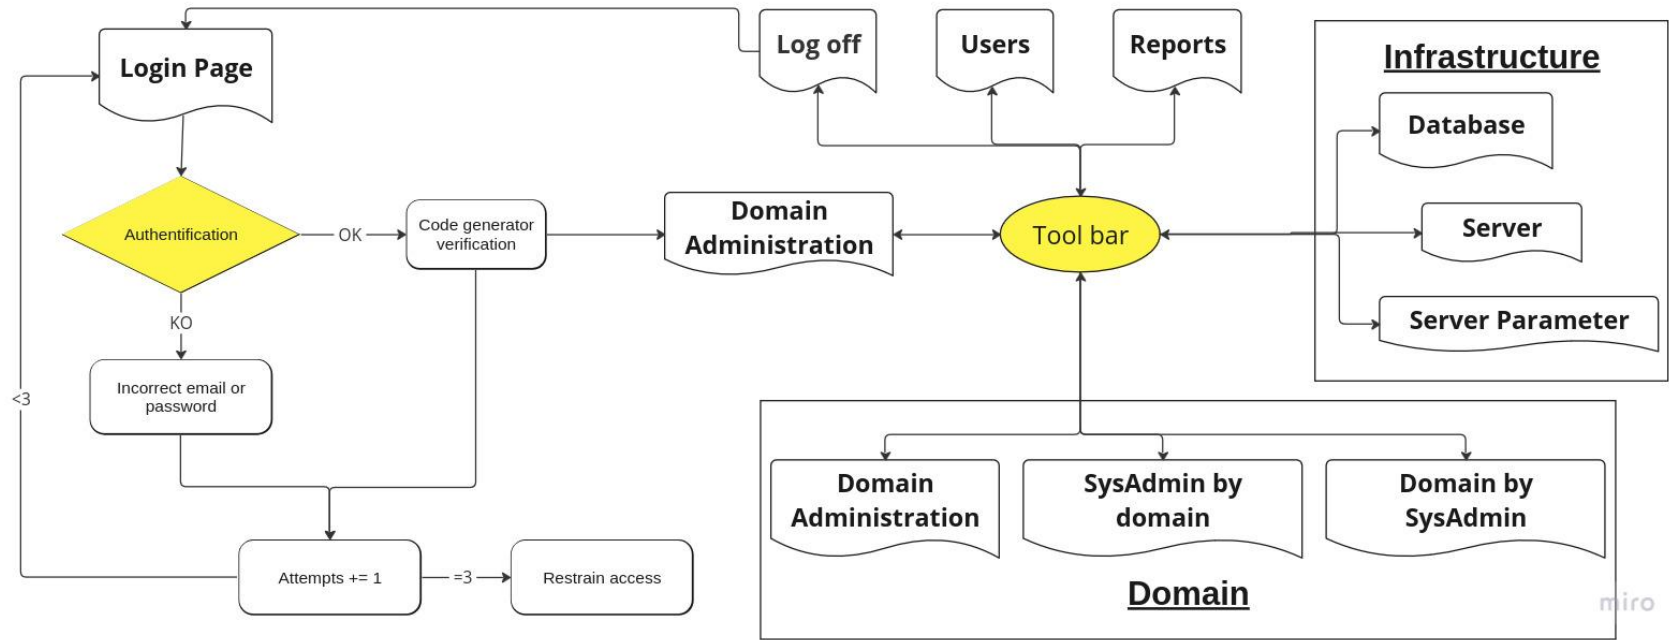 Login Page
Log off
Users
Reports
Infrastructure
Database
Server
Server Parameter
Authentification
OK
Code generator
verification
Domain
Administration
Tool bar
KO
Incorrect email or
password
<3
Attempts += 1
=3
Restrain access
Domain
Administration
SysAdmin by
domain
Domain by
SysAdmin
Domain
miro